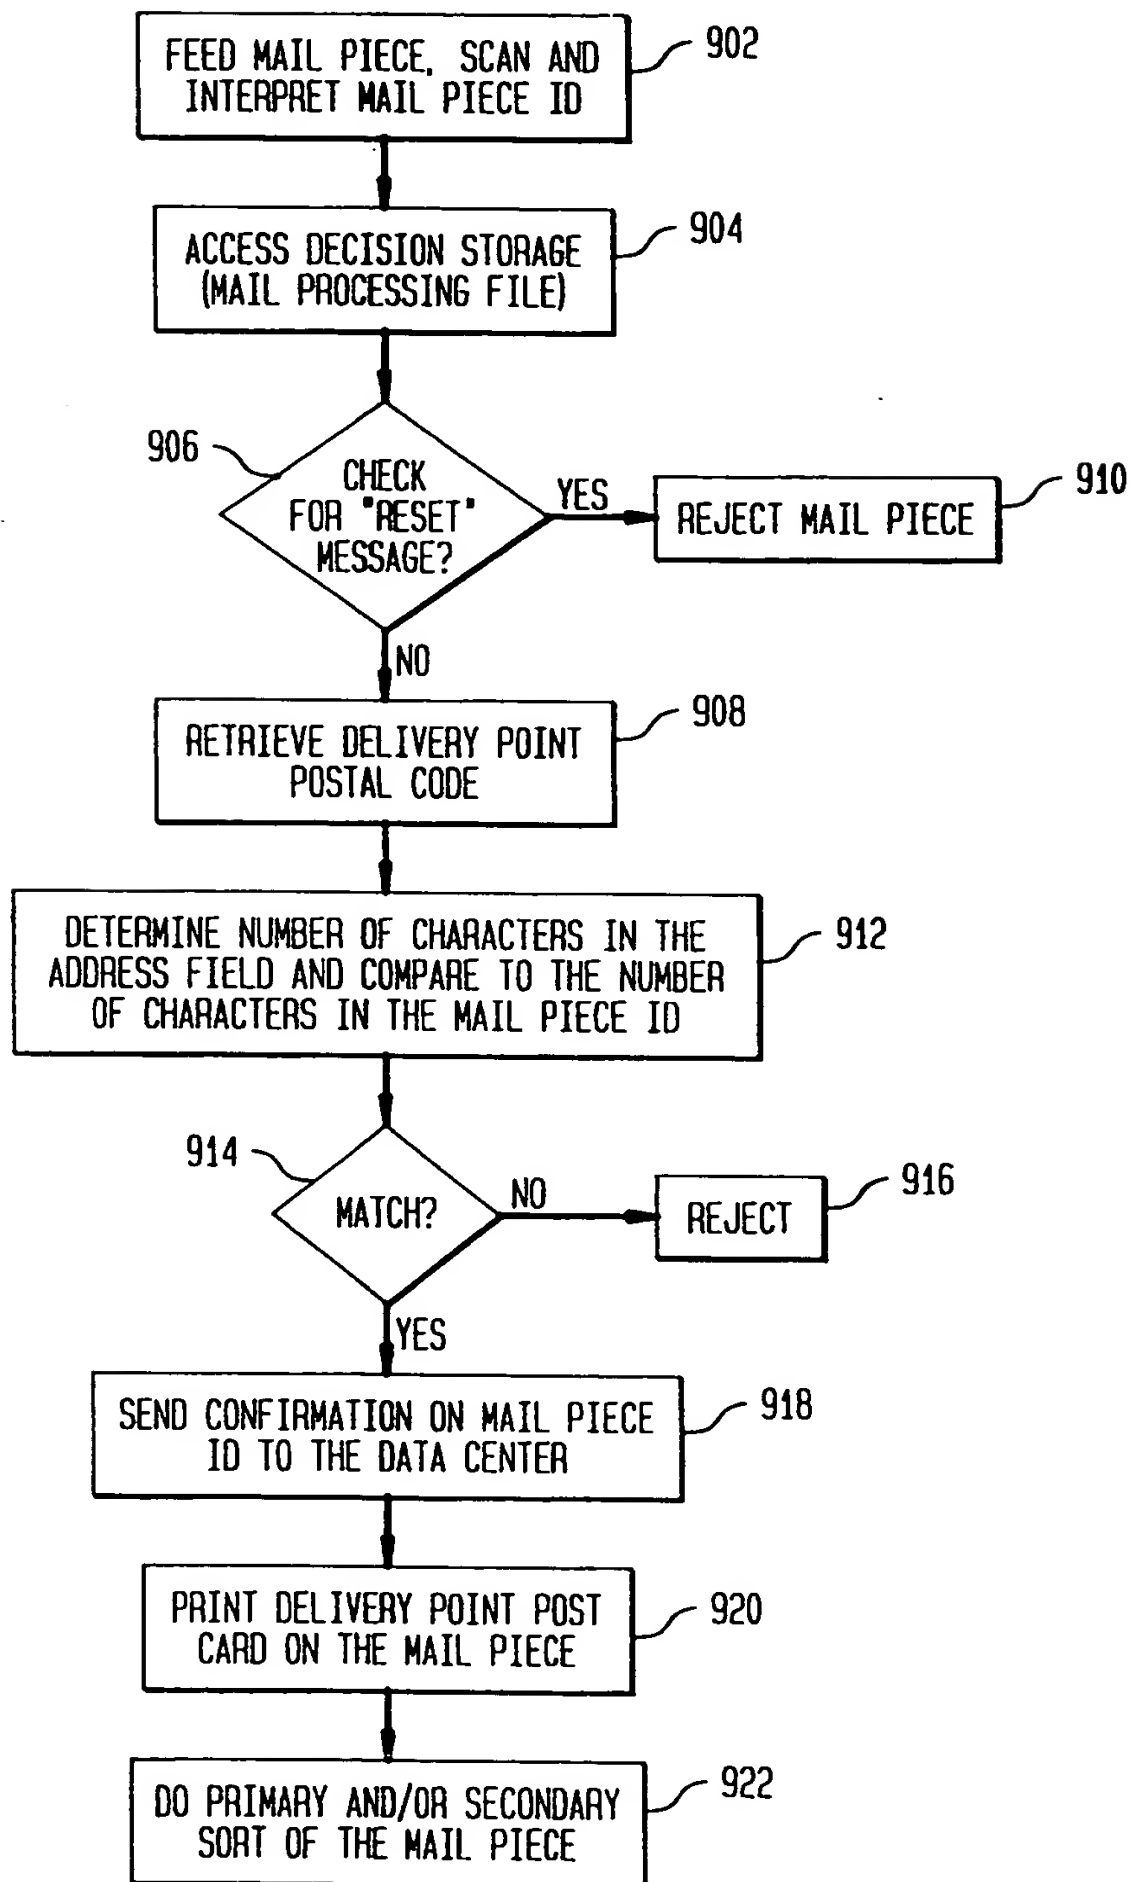 FEED MAIL PIECE, SCAN AND
INTERPRET MAIL PIECE ID
902
ACCESS DECISION STORAGE
(MAIL PROCESSING FILE)
904
906
CHECK
FOR "RESET"
MESSAGE?
YES
REJECT MAIL PIECE
910
NO
RETRIEVE DELIVERY POINT
POSTAL CODE
908
DETERMINE NUMBER OF CHARACTERS IN THE
ADDRESS FIELD AND COMPARE TO THE NUMBER
OF CHARACTERS IN THE MAIL PIECE ID
912
914
MATCH?
NO
REJECT
916
YES
SEND CONFIRMATION ON MAIL PIECE
ID TO THE DATA CENTER
918
PRINT DELIVERY POINT POST
CARD ON THE MAIL PIECE
920
DO PRIMARY AND/OR SECONDARY
SORT OF THE MAIL PIECE
922